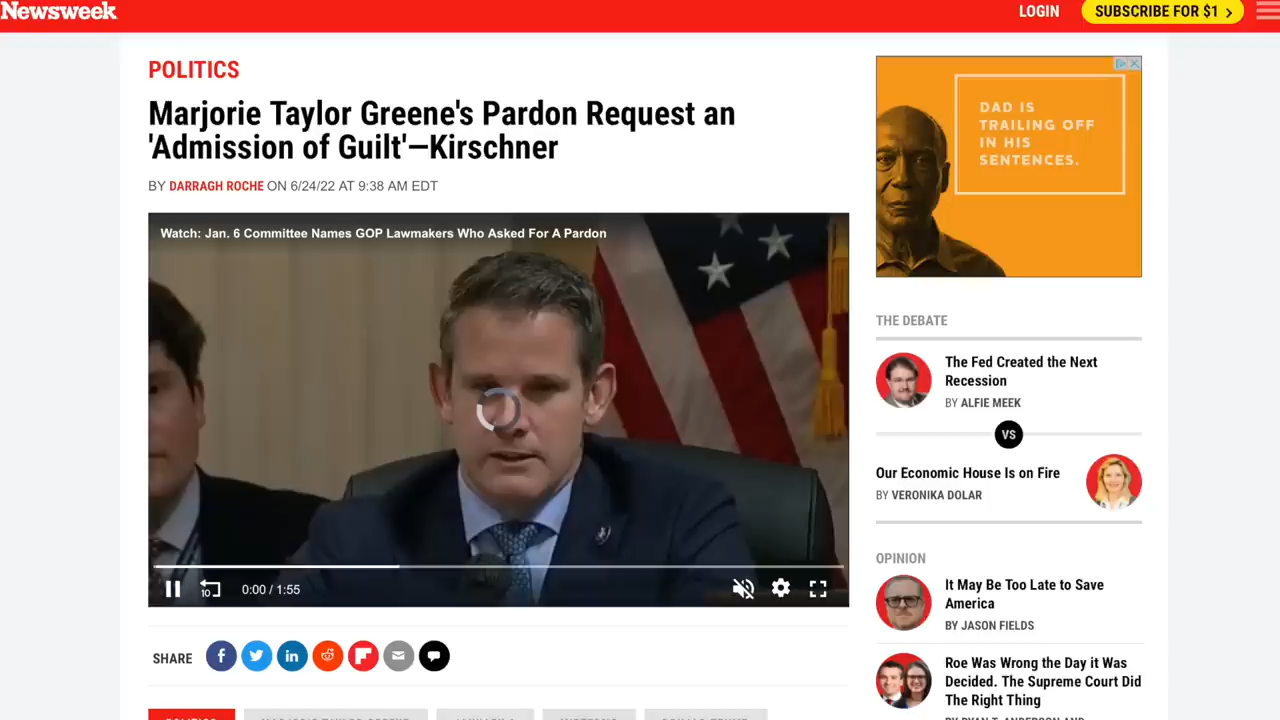 Newsweek
LOGIN
SUBSCRIBE FOR $1 >
POLITICS
Marjorie Taylor Greene's Pardon Request an
'Admission of Guilt'—Kirschner
BY DARRAGH ROCHE ON 6/24/22 AT 9:38 AM EDT
Watch: Jan. 6 Committee Names GOP Lawmakers Who Asked For A Pardon
10
0:00 / 1:55
SHARE
DAD IS
TRAILING OFF
IN HIS
SENTENCES.
THE DEBATE
The Fed Created the Next
Recession
BY ALFIE MEEK
VS
Our Economic House Is on Fire
BY VERONIKA DOLAR
OPINION
It May Be Too Late to Save
America
BY JASON FIELDS
Roe Was Wrong the Day it Was
Decided. The Supreme Court Did
The Right Thing